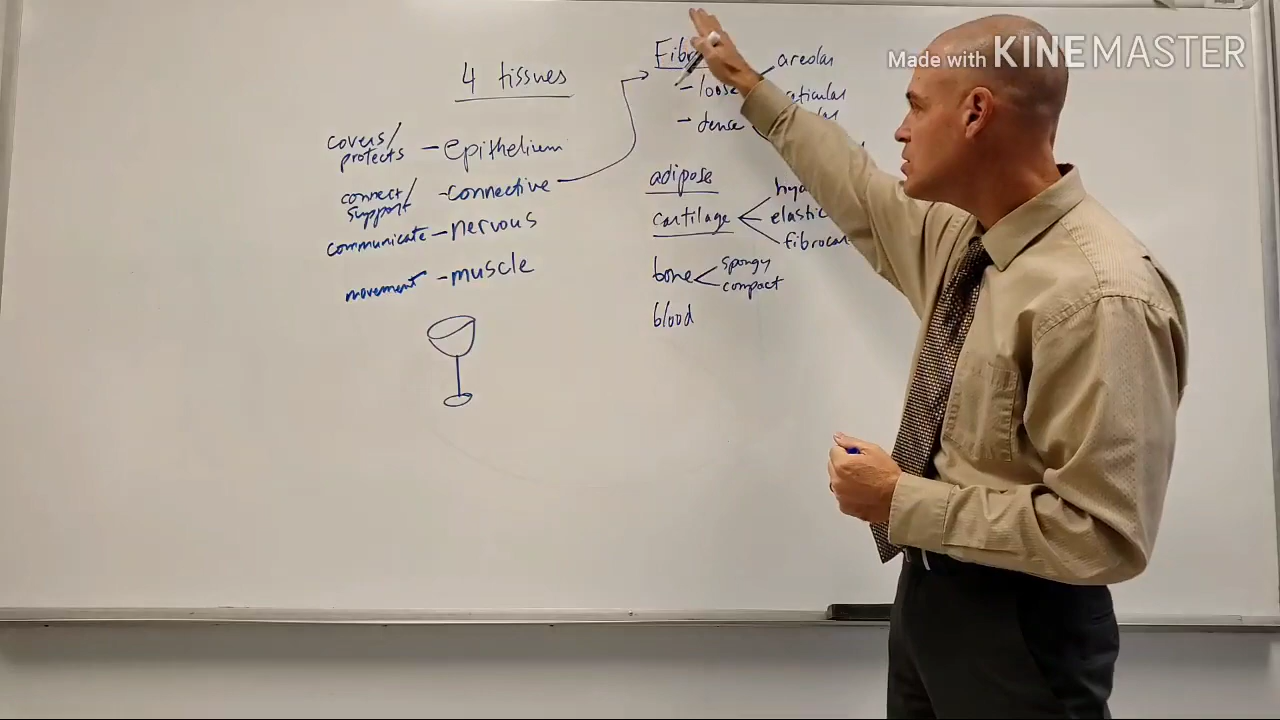 Made with KINEMASTER
4 tissues
covers/
protects - epithelium
connect/
support - connective
communicate - nervous
movement - muscle
- loose
areolar
- dense
adipose
cartilage
elastic
bone
spongy
compact
blood